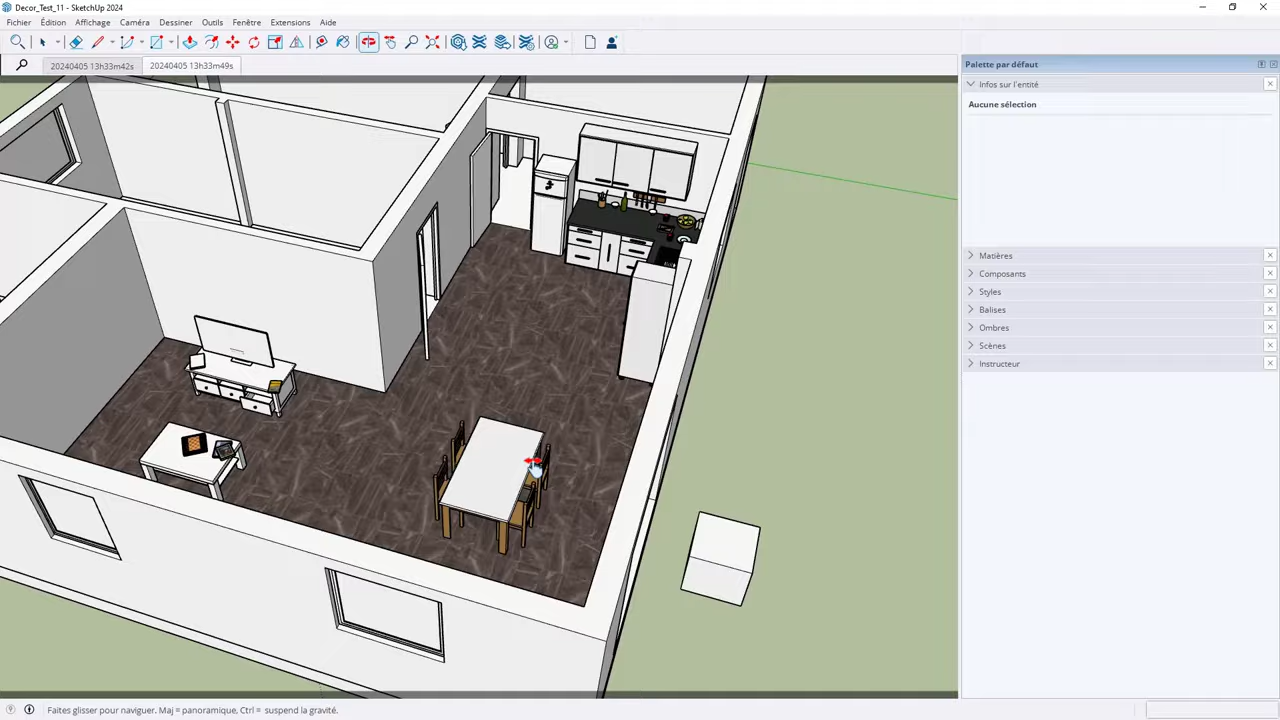 Decor_Test_11 - SketchUp 2024
Fichier Édition Affichage Caméra Dessiner Outils Fenêtre Extensions Aide
20240405 13h33m42s 20240405 13h33m49s
Palette par défaut
Infos sur l'entité
Aucune sélection
Matières
Composants
Styles
Balises
Ombres
Scènes
Instructeur
Faites glisser pour naviguer. Maj = panoramique, Ctrl = suspend la gravité.